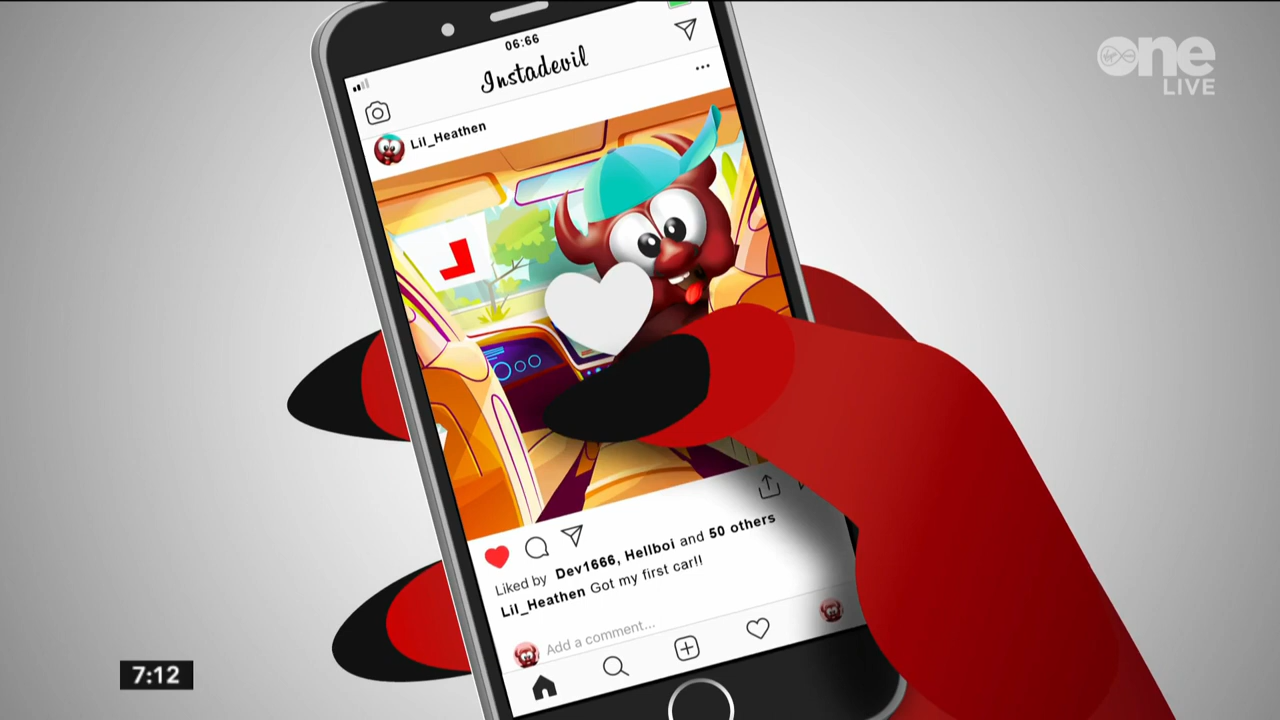 one
LIVE
06:66
Instadevil
Lil_Heathen
L
Liked by Dev1666, Hellboi and 50 others
Lil_Heathen Got my first car!!
Add a comment...
7:12